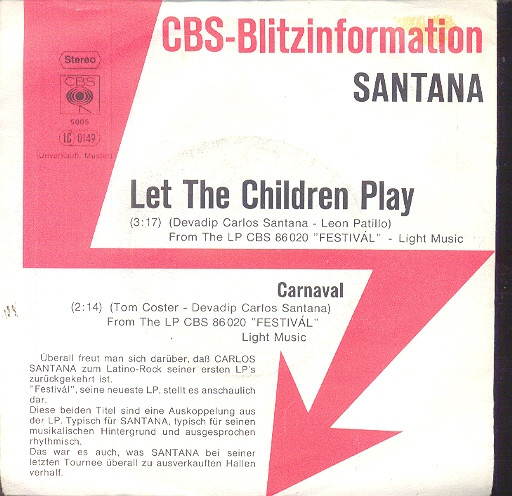 CBS-Blitzinformation
SANTANA
Stereo
CBS
5005
LC 0149
(Unverkäufl. Muster)
Let The Children Play
(3:17) (Devadip Carlos Santana - Leon Patillo)
From The LP CBS 86020 "FESTIVÁL" - Light Music
Carnaval
(2:14) (Tom Coster - Devadip Carlos Santana)
From The LP CBS 86020 "FESTIVÁL"
Light Music
Überall freut man sich darüber, daß CARLOS
SANTANA zum Latino-Rock seiner ersten LP's
zurückgekehrt ist.
"Festivál", seine neueste LP, stellt es anschaulich
dar.
Diese beiden Titel sind eine Auskoppelung aus
der LP. Typisch für SANTANA, typisch für seinen
musikalischen Hintergrund und ausgesprochen
rhythmisch.
Das war es auch, was SANTANA bei seiner
letzten Tournee überall zu ausverkauften Hallen
verhalf.